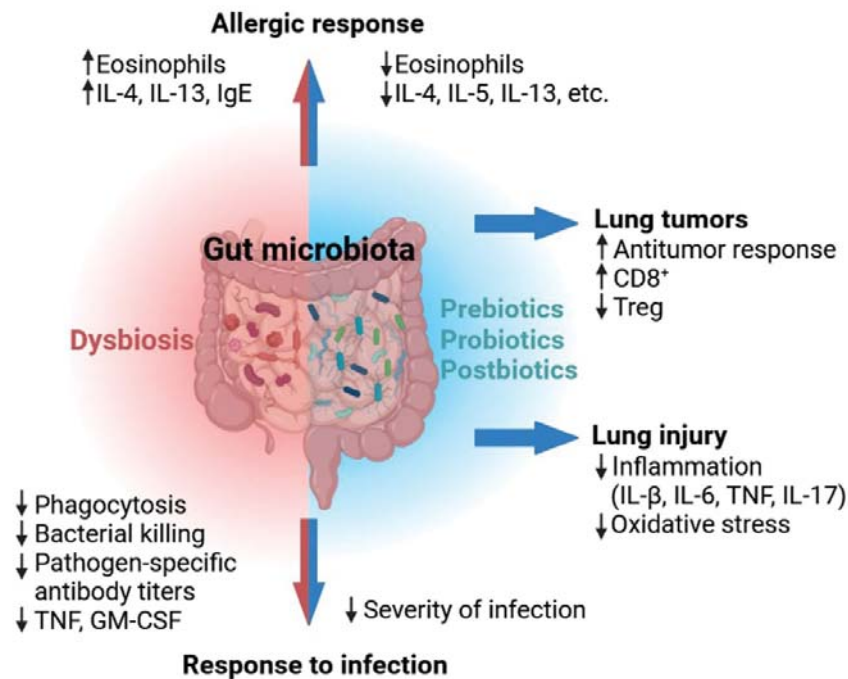 Allergic response
↑Eosinophils
↑IL-4, IL-13, IgE
↓Eosinophils
↓IL-4, IL-5, IL-13, etc.
Gut microbiota
Dysbiosis
Prebiotics
Probiotics
Postbiotics
Lung tumors
↑ Antitumor response
↑ CD8⁺
↓ Treg
Lung injury
↓ Inflammation
(IL-β, IL-6, TNF, IL-17)
↓ Oxidative stress
↓ Phagocytosis
↓ Bacterial killing
↓ Pathogen-specific
antibody titers
↓ TNF, GM-CSF
↓ Severity of infection
Response to infection